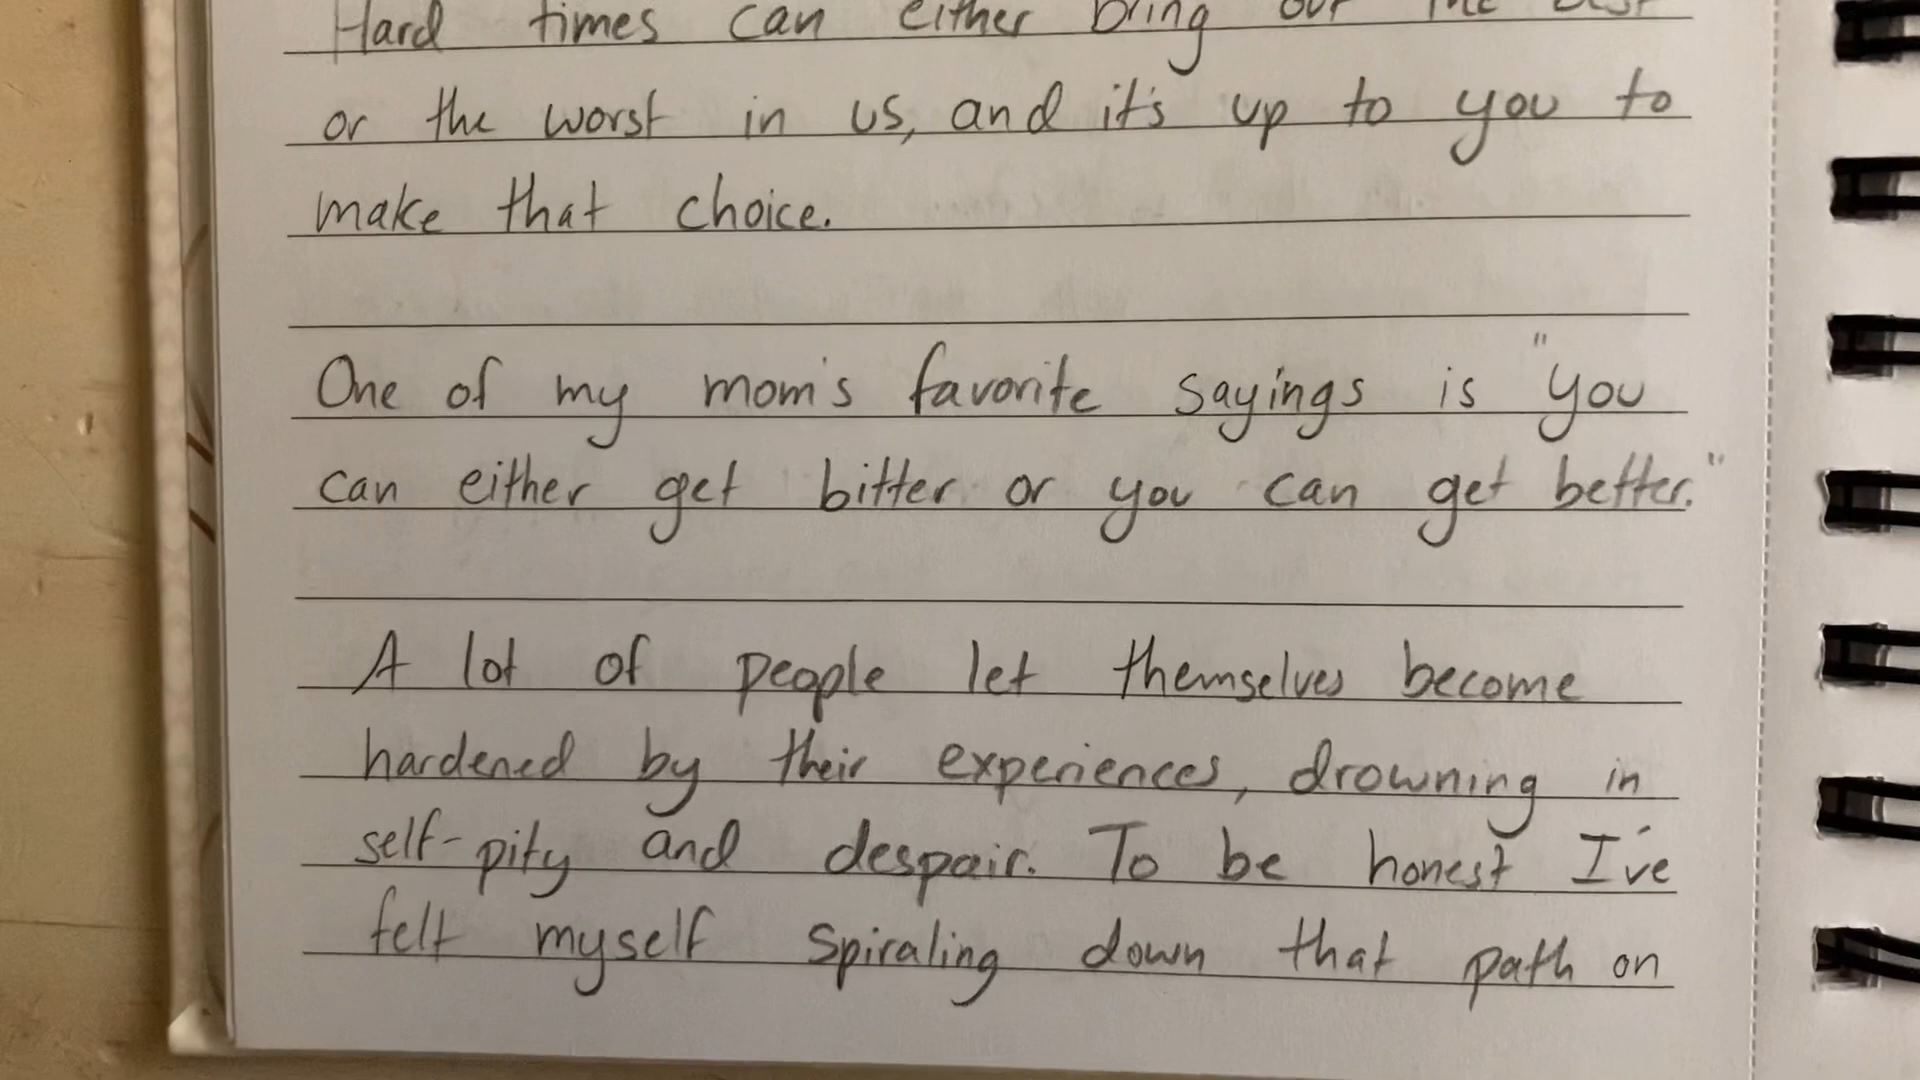 Hard times can either bring out the best
or the worst in us, and it's up to you to
make that choice.
One of my mom's favorite sayings is "you
can either get bitter or you can get better."
A lot of people let themselves become
hardened by their experiences, drowning in
self-pity and despair. To be honest I've
felt myself spiraling down that path on